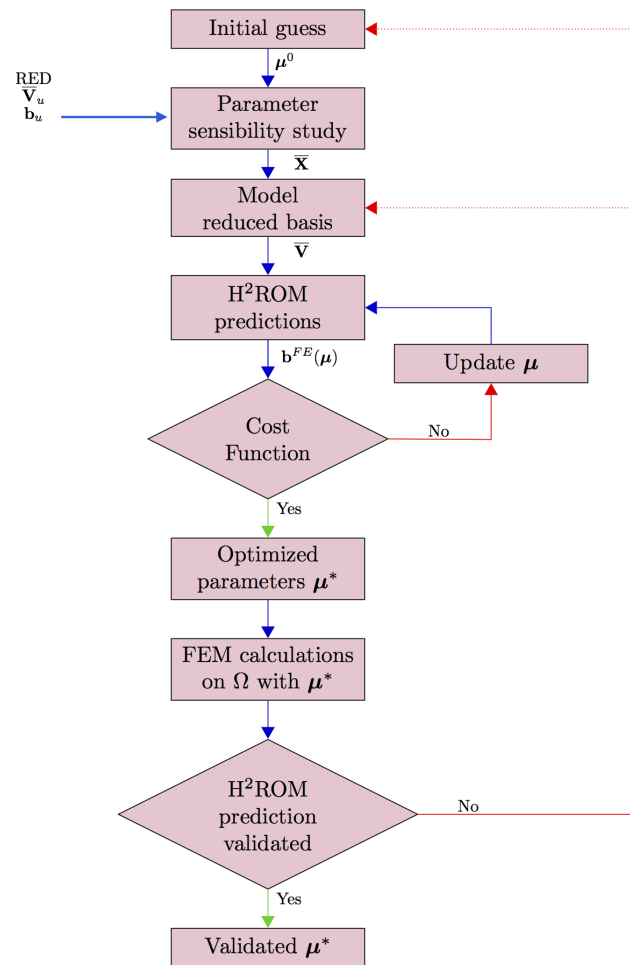 Initial guess
μ⁰
RED
V̅ᵤ
bᵤ
Parameter
sensibility study
X̅
Model
reduced basis
V̅
H²ROM
predictions
b^{FE}(μ)
Update μ
Cost
Function
No
Yes
Optimized
parameters μ*
FEM calculations
on Ω with μ*
H²ROM
prediction
validated
No
Yes
Validated μ*